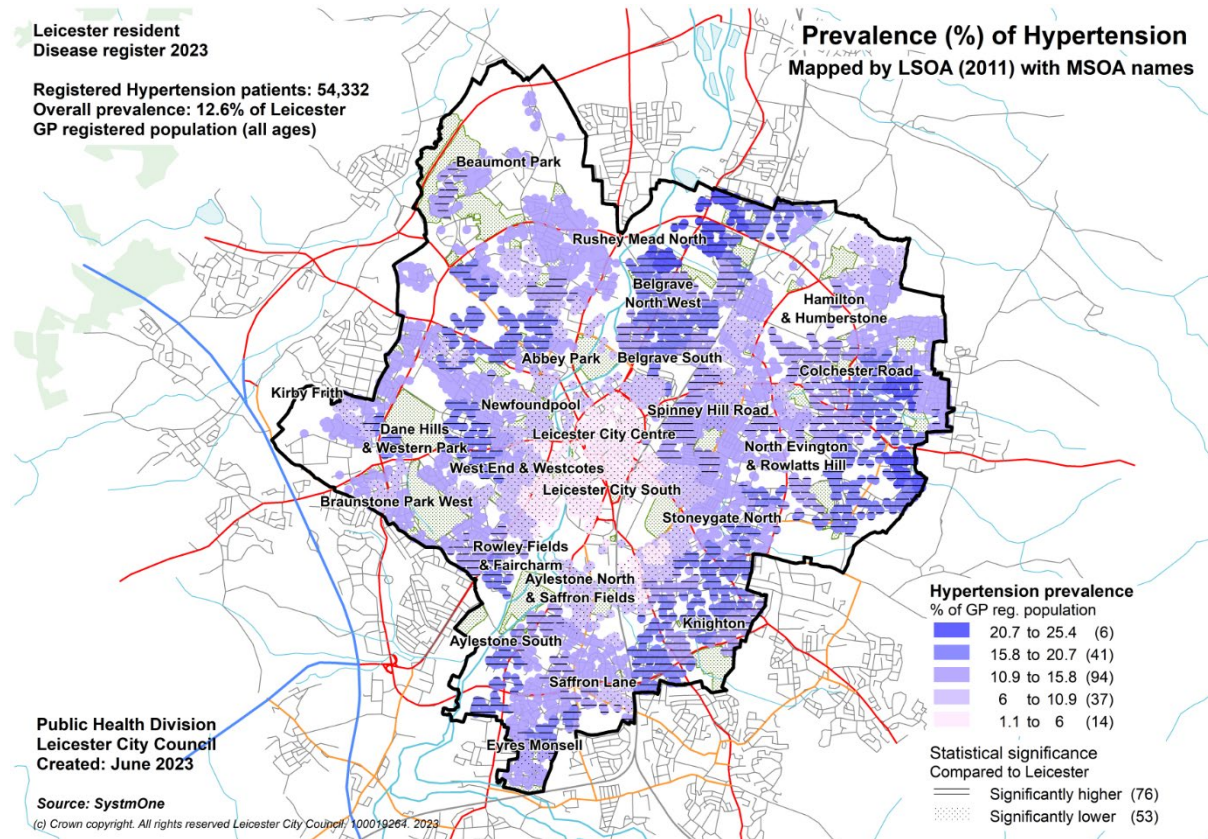 Leicester resident
Disease register 2023
Registered Hypertension patients: 54,332
Overall prevalence: 12.6% of Leicester
GP registered population (all ages)
Prevalence (%) of Hypertension
Mapped by LSOA (2011) with MSOA names
Beaumont Park
Rushey Mead North
Belgrave
North West
Hamilton
& Humberstone
Abbey Park
Belgrave South
Colchester Road
Kirby Frith
Newfoundpool
Spinney Hill Road
Dane Hills
& Western Park
Leicester City Centre
North Evington
& Rowlatts Hill
West End & Westcotes
Leicester City South
Braunstone Park West
Stoneygate North
Rowley Fields
& Faircharm
Aylestone North
& Saffron Fields
Knighton
Aylestone South
Saffron Lane
Eyres Monsell
Hypertension prevalence
% of GP reg. population
20.7 to 25.4 (6)
15.8 to 20.7 (41)
10.9 to 15.8 (94)
6 to 10.9 (37)
1.1 to 6 (14)
Statistical significance
Compared to Leicester
Significantly higher (76)
Significantly lower (53)
Public Health Division
Leicester City Council
Created: June 2023
Source: SystmOne
(c) Crown copyright. All rights reserved Leicester City Council. 100019264. 2023